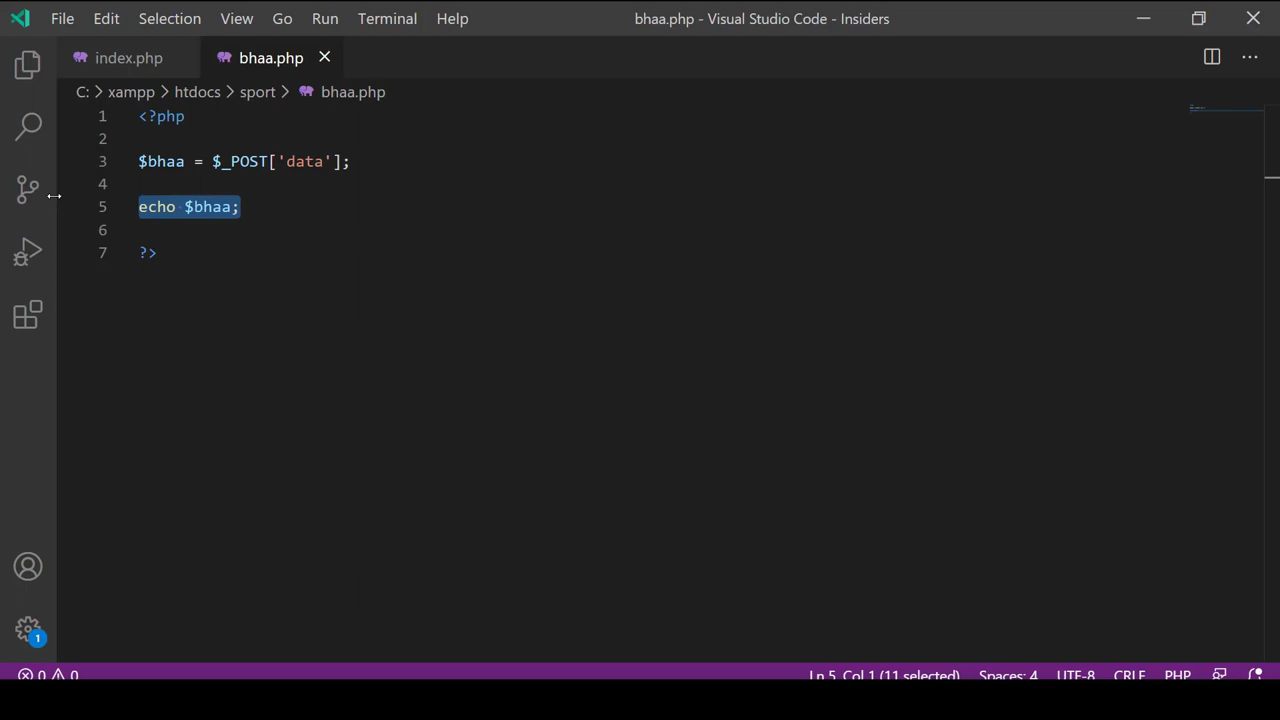 File Edit Selection View Go Run Terminal Help bhaa.php - Visual Studio Code - Insiders
index.php bhaa.php
C: > xampp > htdocs > sport > bhaa.php
1 <?php
2
3 $bhaa = $_POST['data'];
4
5 echo $bhaa;
6
7 ?>
1
0 0 Ln 5, Col 1 (11 selected) Spaces: 4 UTF-8 CRLF PHP